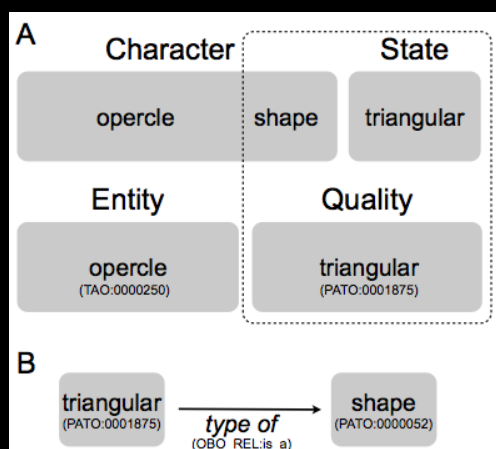 A
Character State
opercle shape triangular
Entity Quality
opercle triangular
(TAO:0000250) (PATO:0001875)
B
triangular shape
(PATO:0001875) type of (PATO:0000052)
(OBO_REL:is_a)